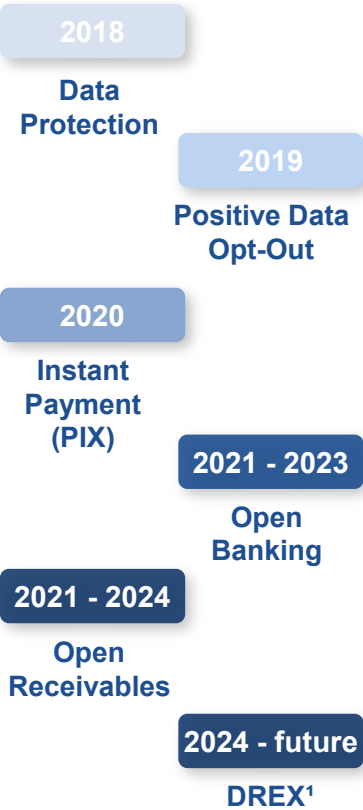 2018
Data
Protection
2019
Positive Data
Opt-Out
2020
Instant
Payment
(PIX)
2021 - 2023
Open
Banking
2021 - 2024
Open
Receivables
2024 - future
DREX¹